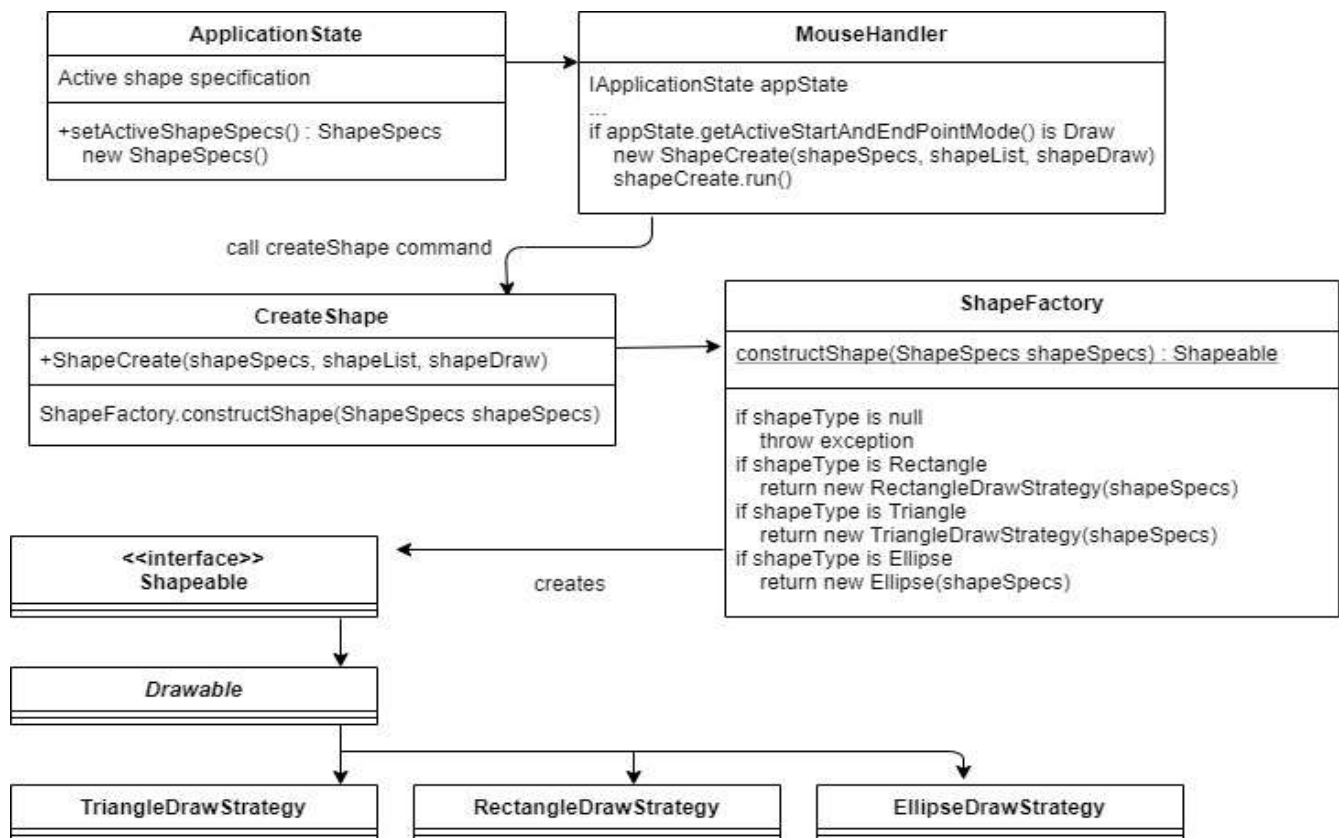 ApplicationState
Active shape specification
+setActiveShapeSpecs() : ShapeSpecs
new ShapeSpecs()
MouseHandler
IApplicationState appState
...
if appState.getActiveStartAndEndPointMode() is Draw
new ShapeCreate(shapeSpecs, shapeList, shapeDraw)
shapeCreate.run()
call createShape command
CreateShape
+ShapeCreate(shapeSpecs, shapeList, shapeDraw)
ShapeFactory.constructShape(ShapeSpecs shapeSpecs)
ShapeFactory
constructShape(ShapeSpecs shapeSpecs) : Shapeable
if shapeType is null
throw exception
if shapeType is Rectangle
return new RectangleDrawStrategy(shapeSpecs)
if shapeType is Triangle
return new TriangleDrawStrategy(shapeSpecs)
if shapeType is Ellipse
return new Ellipse(shapeSpecs)
creates
<<interface>>
Shapeable
Drawable
TriangleDrawStrategy
RectangleDrawStrategy
EllipseDrawStrategy